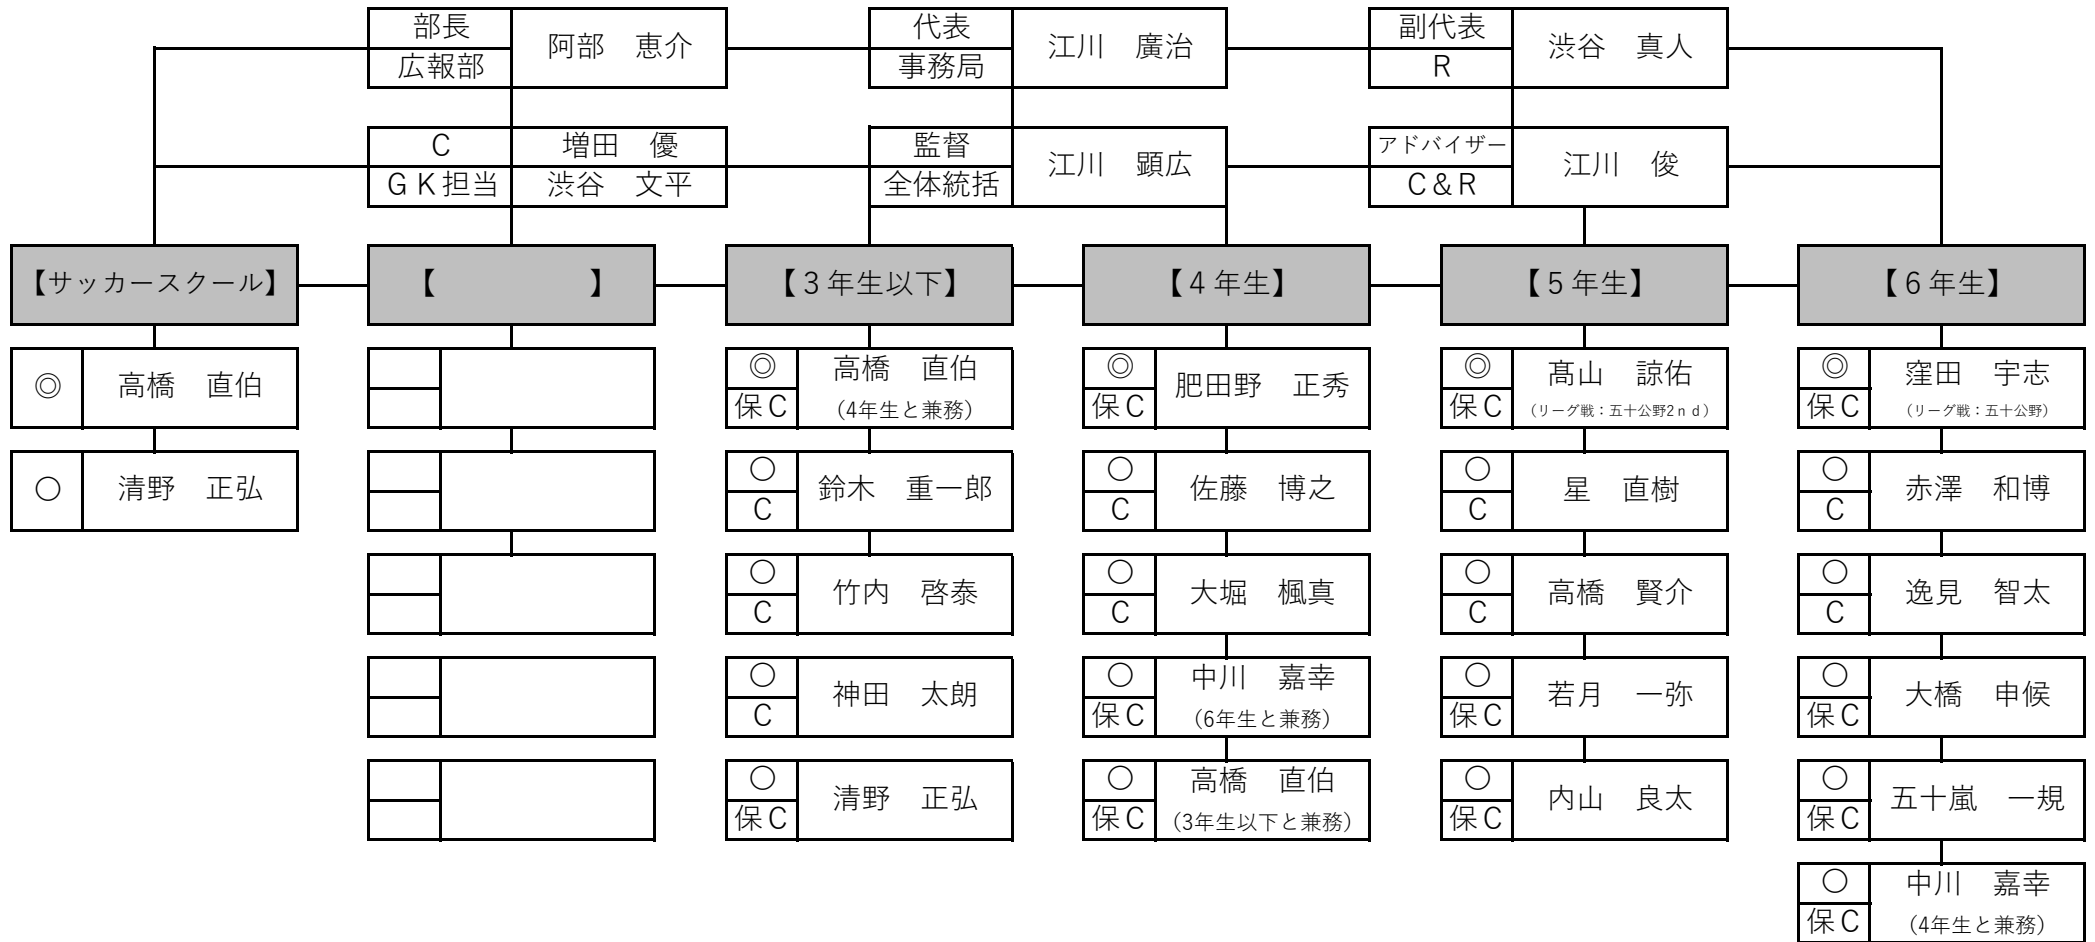 部長
広報部
阿部　恵介
代表
事務局
江川　廣治
副代表
R
渋谷　真人
C
GK担当
増田　優
渋谷　文平
監督
全体統括
江川　顕広
アドバイザー
C&R
江川　俊
【サッカースクール】
【　　　　　】
【3年生以下】
【4年生】
【5年生】
【6年生】
◎
高橋　直伯
○
清野　正弘
◎
保C
高橋　直伯
（4年生と兼務）
○
C
鈴木　重一郎
○
C
竹内　啓泰
○
C
神田　太朗
○
保C
清野　正弘
◎
保C
肥田野　正秀
○
C
佐藤　博之
○
C
大堀　楓真
○
保C
中川　嘉幸
（6年生と兼務）
○
保C
高橋　直伯
（3年生以下と兼務）
◎
保C
髙山　諒佑
（リーグ戦：五十公野2nd）
○
C
星　直樹
○
C
高橋　賢介
○
保C
若月　一弥
○
保C
内山　良太
◎
保C
窪田　宇志
（リーグ戦：五十公野）
○
C
赤澤　和博
○
C
逸見　智太
○
保C
大橋　申候
○
保C
五十嵐　一規
○
保C
中川　嘉幸
（4年生と兼務）